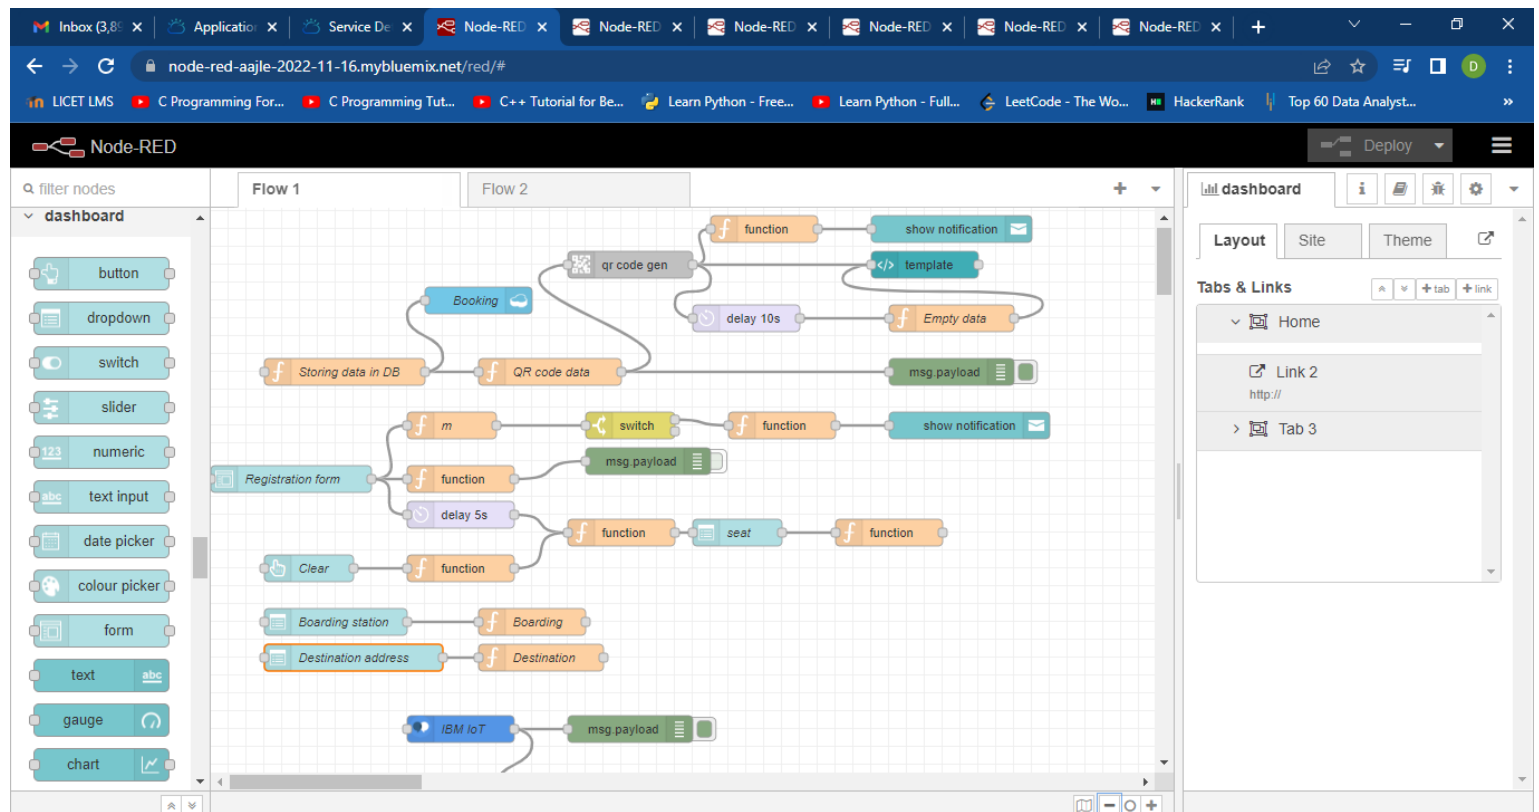 Inbox (3,89 Application Service De Node-RED Node-RED Node-RED Node-RED Node-RED Node-RED
node-red-aajle-2022-11-16.mybluemix.net/red/# D
LICET LMS C Programming For... C Programming Tut... C++ Tutorial for Be... Learn Python - Free... Learn Python - Full... LeetCode - The Wo... HackerRank Top 60 Data Analyst... »
Node-RED Deploy
filter nodes Flow 1 Flow 2 dashboard i
dashboard
button
dropdown
switch
slider
123 numeric
abc text input
date picker
colour picker
form
text abc
gauge
chart
function show notification
qr code gen </> template
Booking
delay 10s f Empty data
f Storing data in DB f QR code data msg.payload
f m switch f function show notification
msg.payload
Registration form f function
delay 5s
f function seat f function
Clear f function
Boarding station f Boarding
Destination address f Destination
IBM IoT msg.payload
Layout Site Theme
Tabs & Links +tab +link
Home
Link 2
http://
Tab 3